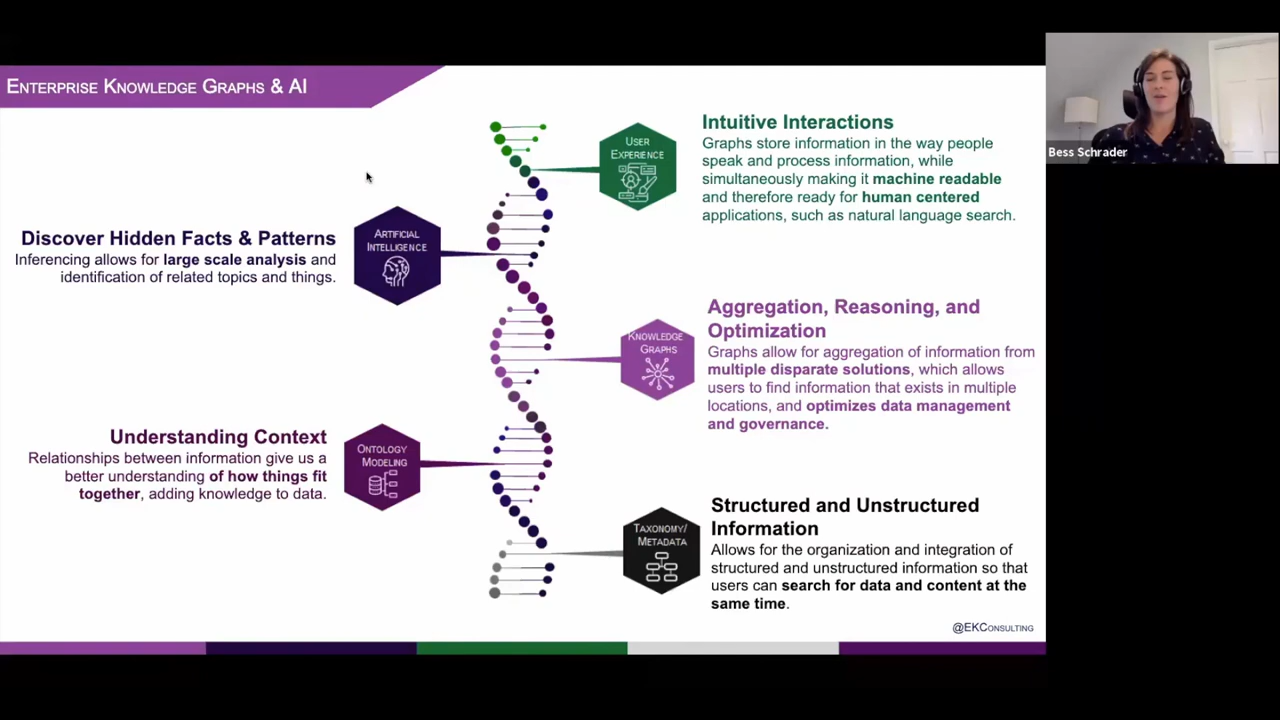 ENTERPRISE KNOWLEDGE GRAPHS & AI
Intuitive Interactions
Graphs store information in the way people
speak and process information, while
simultaneously making it machine readable
and therefore ready for human centered
applications, such as natural language search.
USER
EXPERIENCE
Bess Schrader
Discover Hidden Facts & Patterns
Inferencing allows for large scale analysis and
identification of related topics and things.
ARTIFICIAL
INTELLIGENCE
Aggregation, Reasoning, and
Optimization
Graphs allow for aggregation of information from
multiple disparate solutions, which allows
users to find information that exists in multiple
locations, and optimizes data management
and governance.
KNOWLEDGE
GRAPHS
Understanding Context
Relationships between information give us a
better understanding of how things fit
together, adding knowledge to data.
ONTOLOGY
MODELING
Structured and Unstructured
Information
Allows for the organization and integration of
structured and unstructured information so that
users can search for data and content at the
same time.
TAXONOMY/
METADATA
@EKCONSULTING